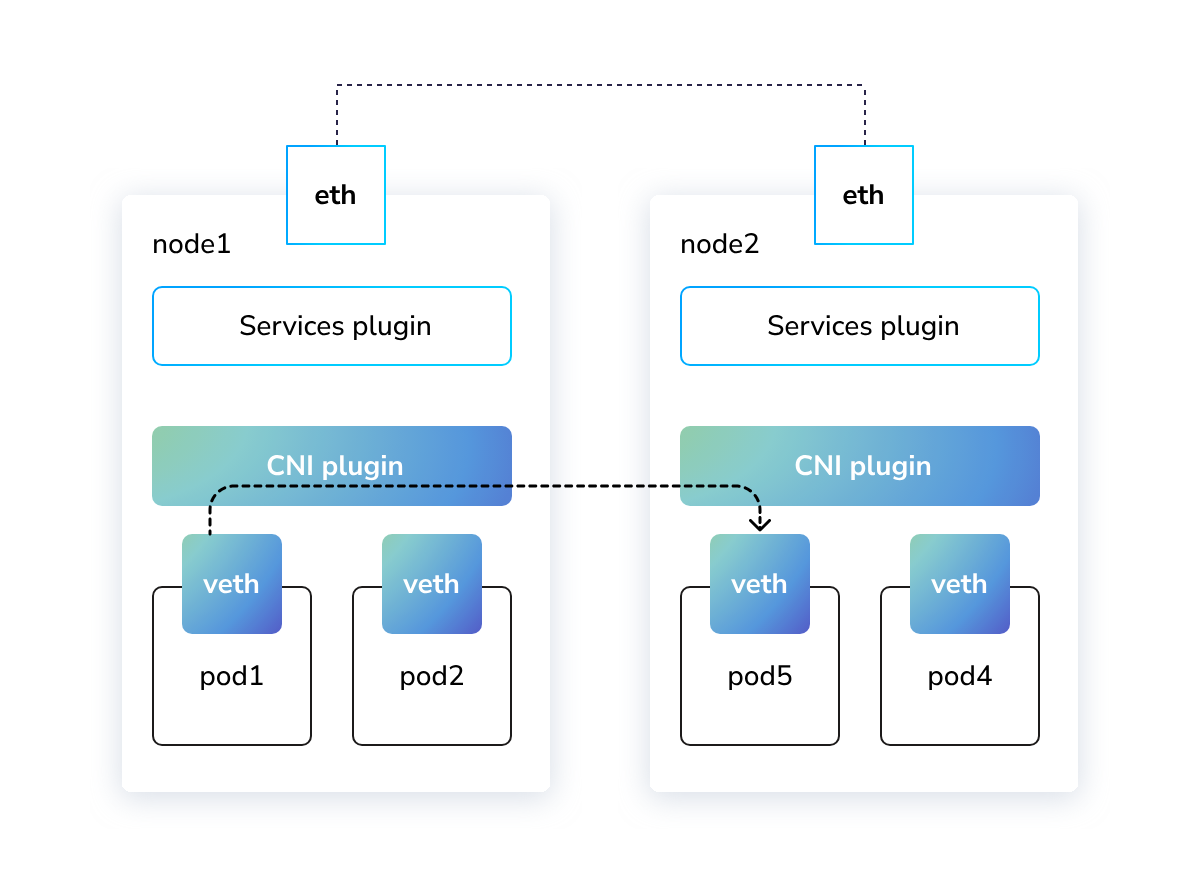 eth
eth
node1
node2
Services plugin
Services plugin
CNI plugin
CNI plugin
veth
veth
veth
veth
pod1
pod2
pod5
pod4